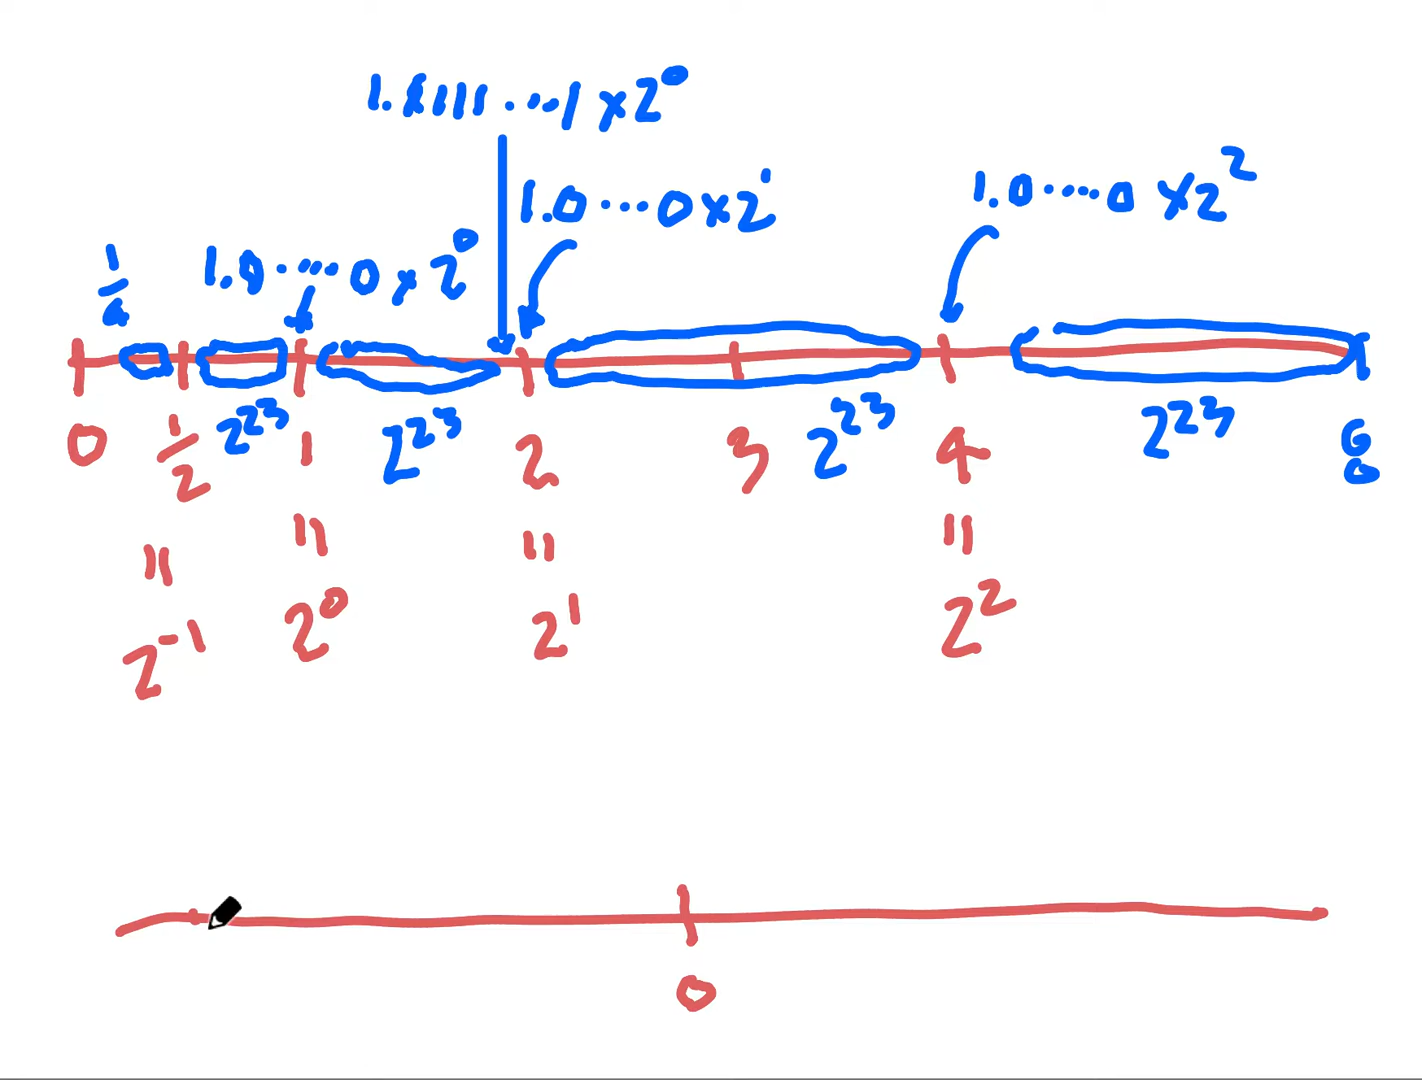 1.1111...1 x 2^0
1.0...0 x 2^1
1.0....0 x 2^2
1/4
1.0....0 x 2^0
0 1/2 2^23 1 2^23 2 3 2^23 4 2^23 8
= = = =
2^-1 2^0 2^1 2^2
0